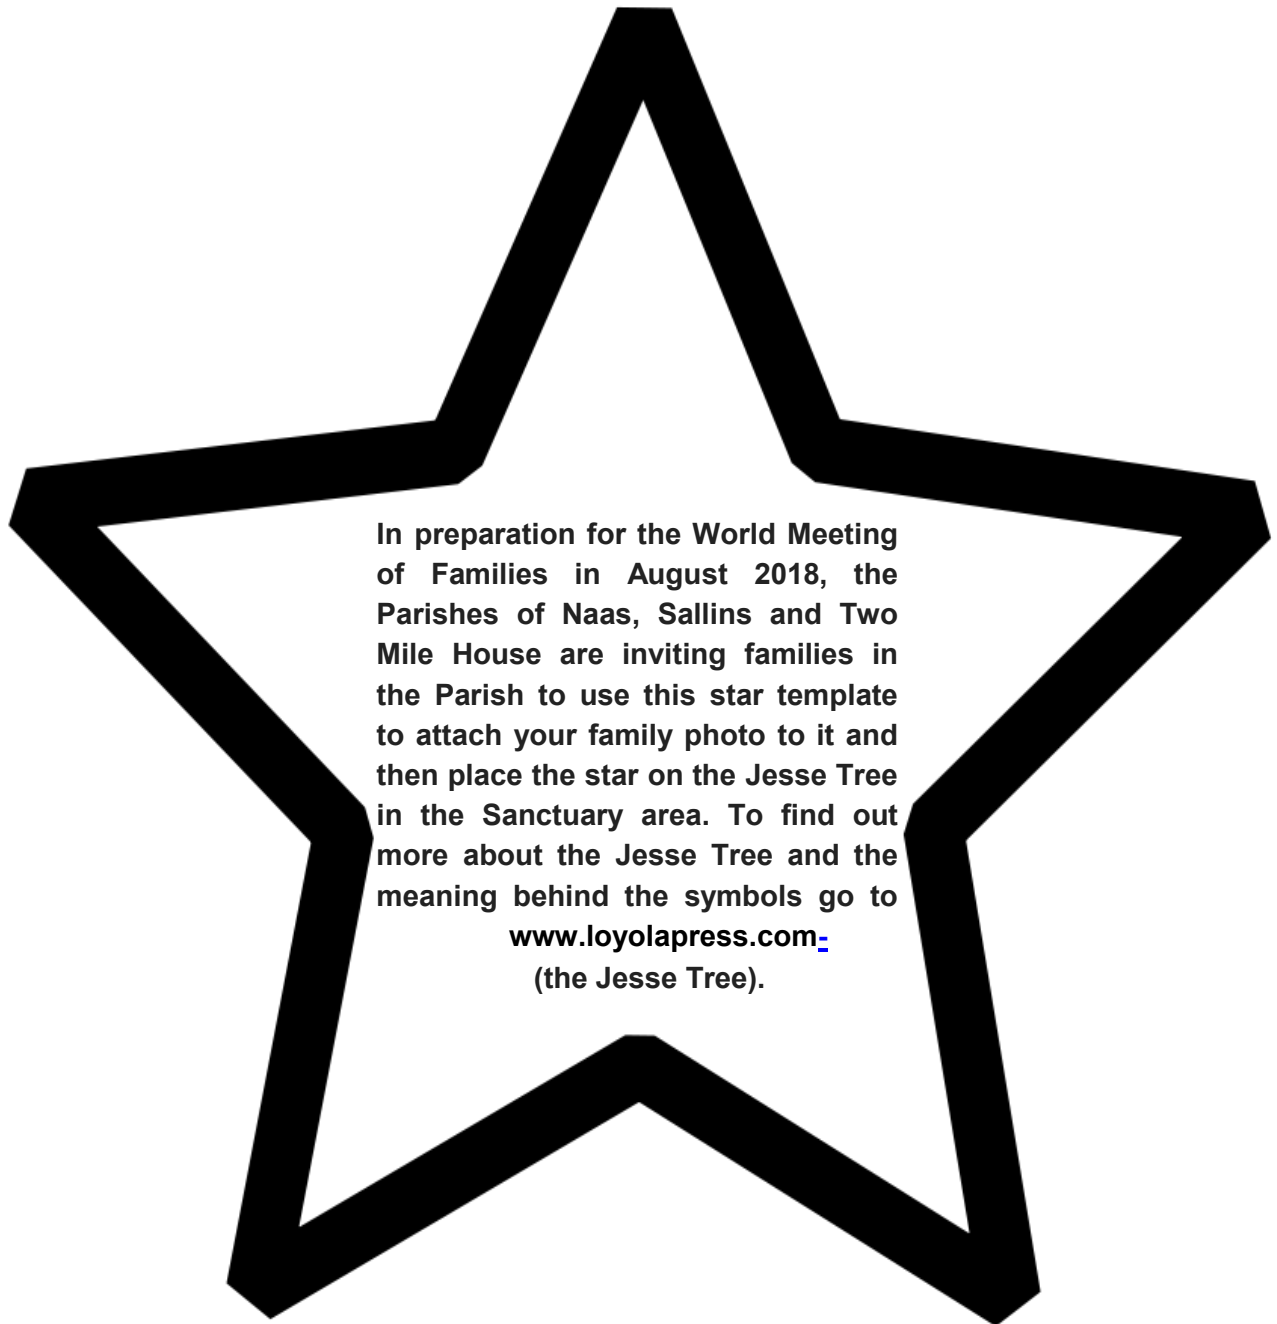 In preparation for the World Meeting
of Families in August 2018, the
Parishes of Naas, Sallins and Two
Mile House are inviting families in
the Parish to use this star template
to attach your family photo to it and
then place the star on the Jesse Tree
in the Sanctuary area. To find out
more about the Jesse Tree and the
meaning behind the symbols go to
www.loyolapress.com-
(the Jesse Tree).